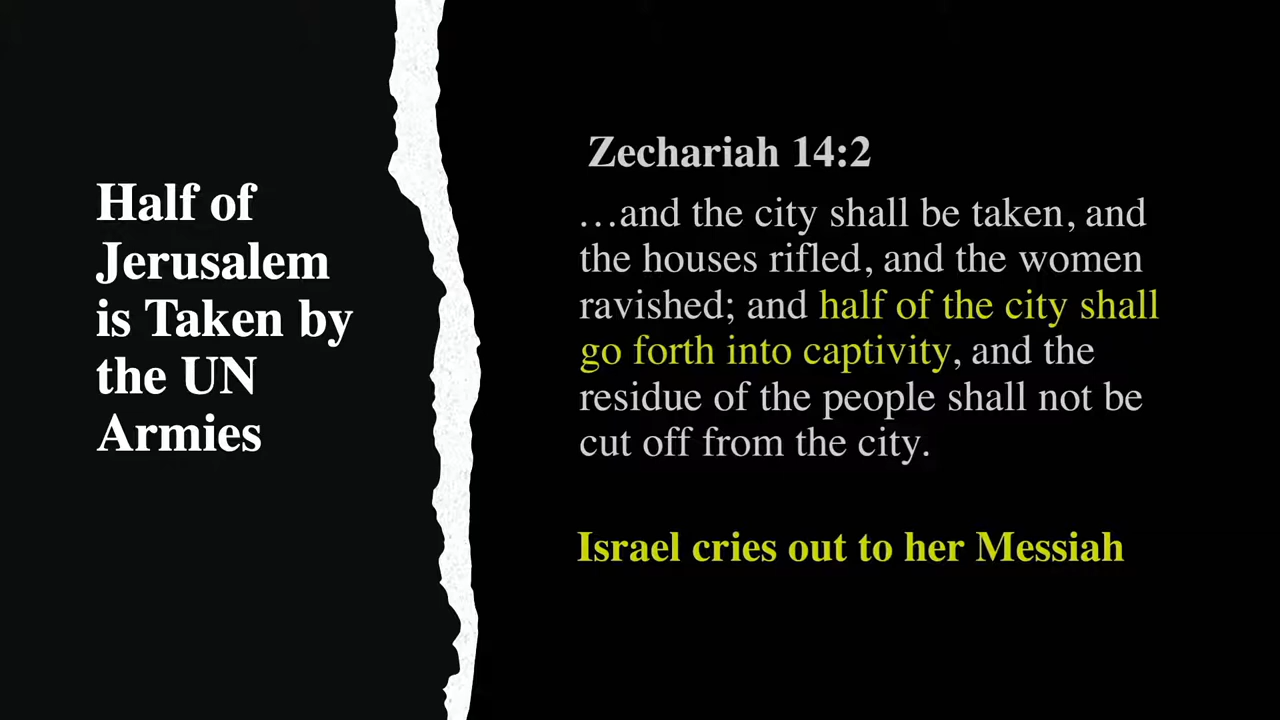 Half of
Jerusalem
is Taken by
the UN
Armies
Zechariah 14:2
…and the city shall be taken, and
the houses rifled, and the women
ravished; and half of the city shall
go forth into captivity, and the
residue of the people shall not be
cut off from the city.
Israel cries out to her Messiah